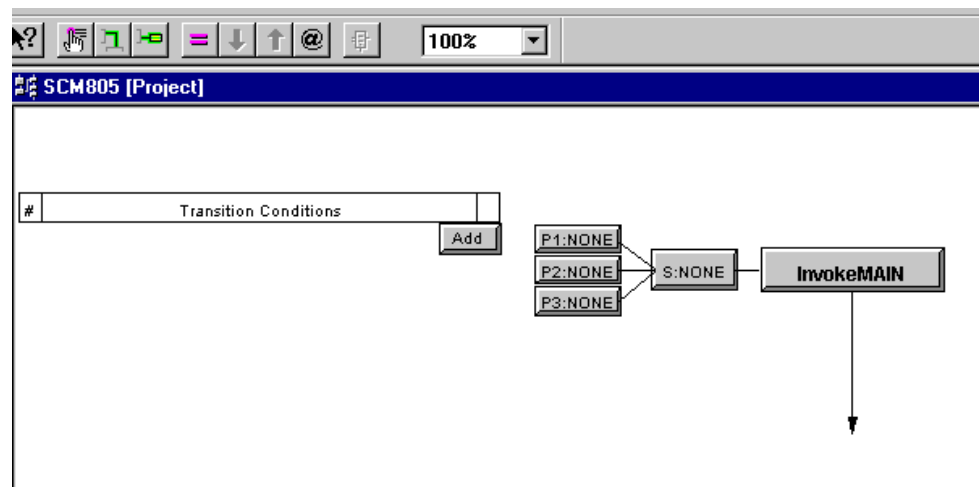 ?
@
100%
SCM805 [Project]
# Transition Conditions
Add
P1:NONE
P2:NONE
P3:NONE
S:NONE
InvokeMAIN